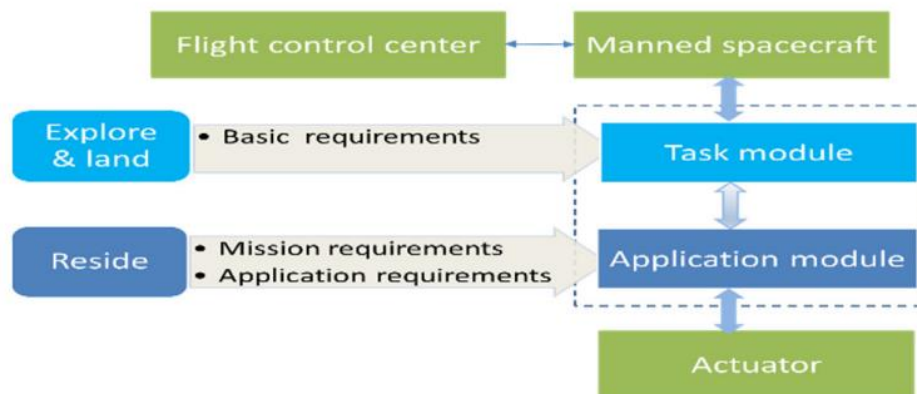 Flight control center
Manned spacecraft
Explore
& land
• Basic requirements
Task module
Reside
• Mission requirements
• Application requirements
Application module
Actuator